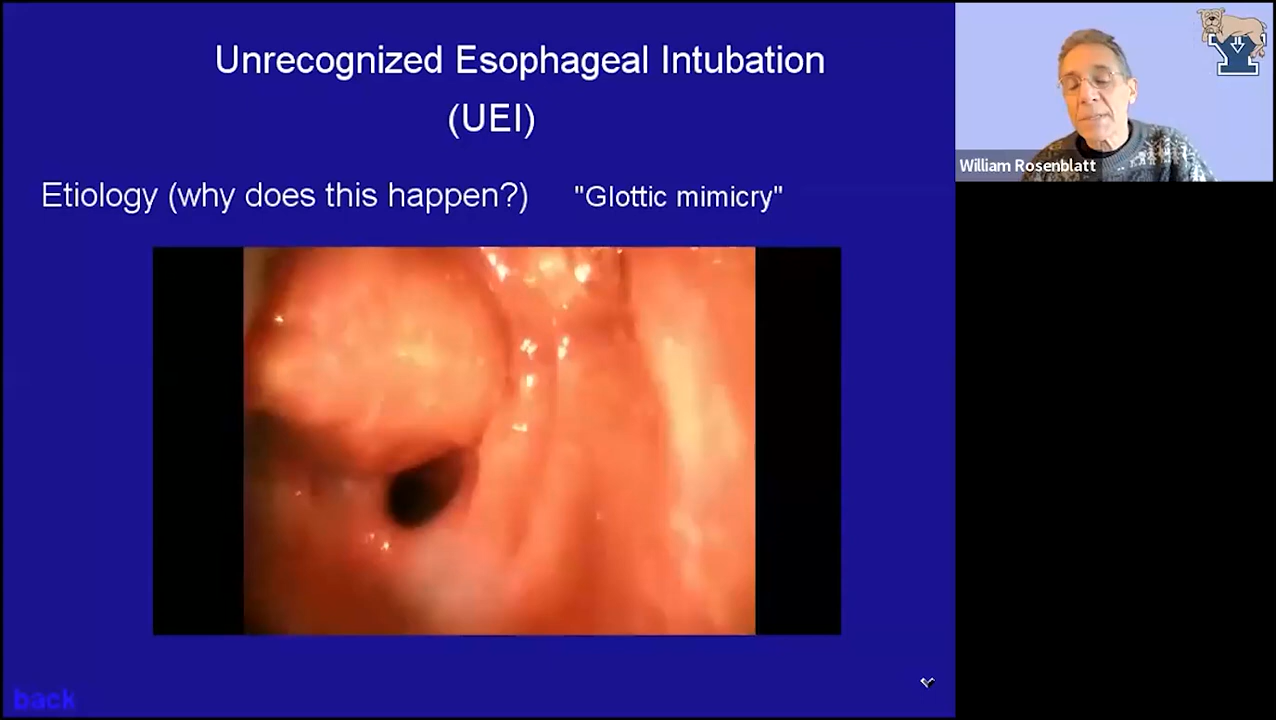 Unrecognized Esophageal Intubation
(UEI)
Etiology (why does this happen?) "Glottic mimicry"
William Rosenblatt
back